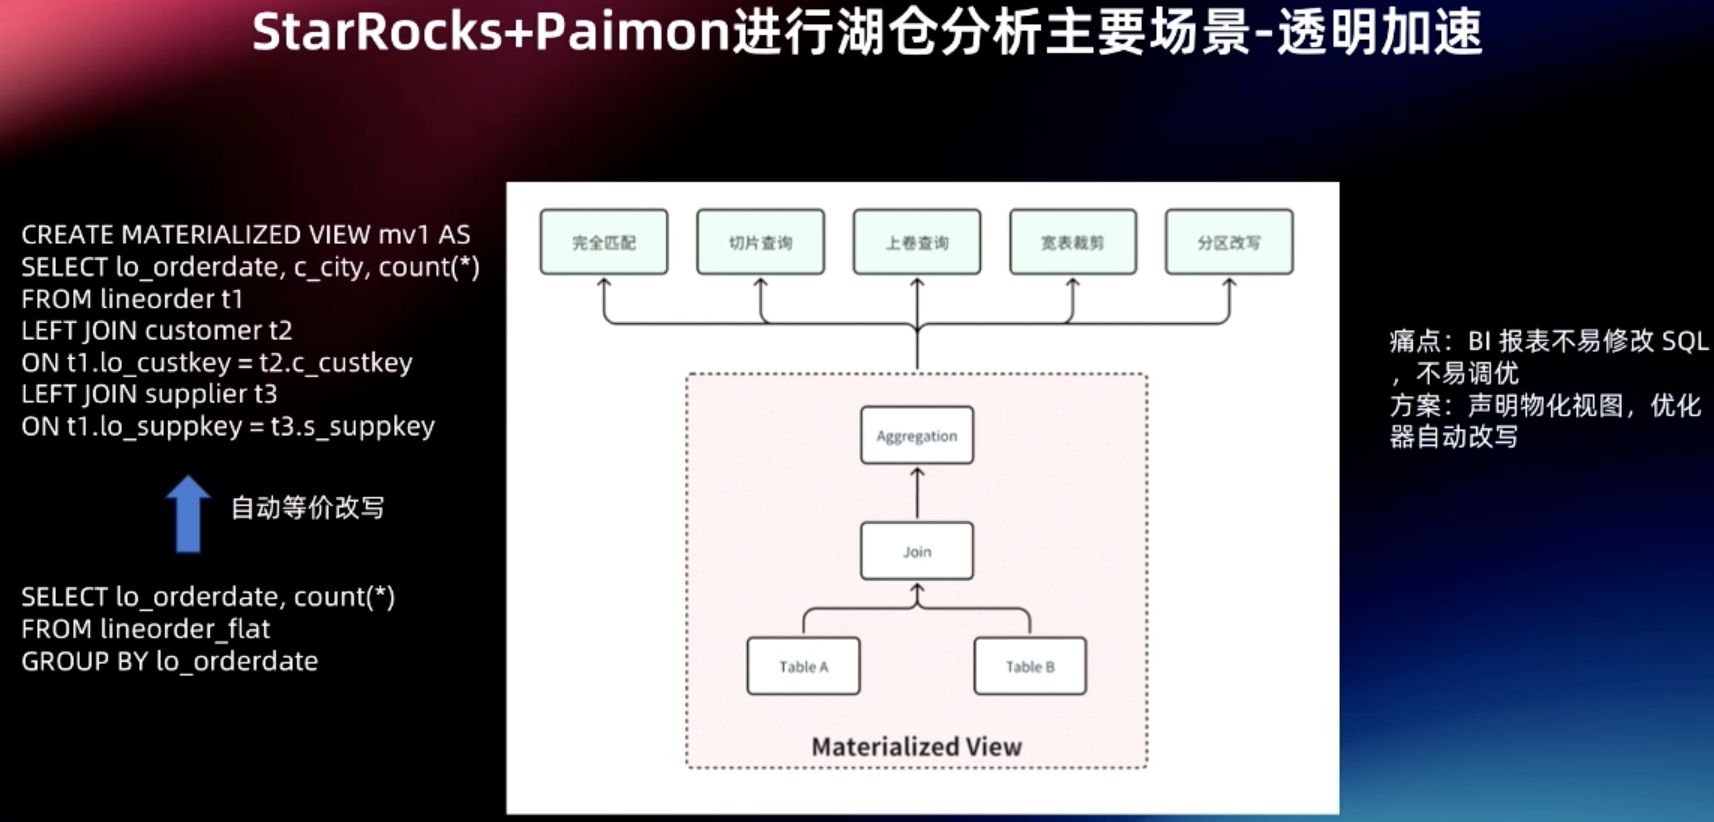 StarRocks+Paimon进行湖仓分析主要场景-透明加速
CREATE MATERIALIZED VIEW mv1 AS
SELECT lo_orderdate, c_city, count(*)
FROM lineorder t1
LEFT JOIN customer t2
ON t1.lo_custkey = t2.c_custkey
LEFT JOIN supplier t3
ON t1.lo_suppkey = t3.s_suppkey
自动等价改写
SELECT lo_orderdate, count(*)
FROM lineorder_flat
GROUP BY lo_orderdate
完全匹配
切片查询
上卷查询
宽表裁剪
分区改写
Aggregation
Join
Table A
Table B
Materialized View
痛点：BI 报表不易修改 SQL
，不易调优
方案：声明物化视图，优化
器自动改写